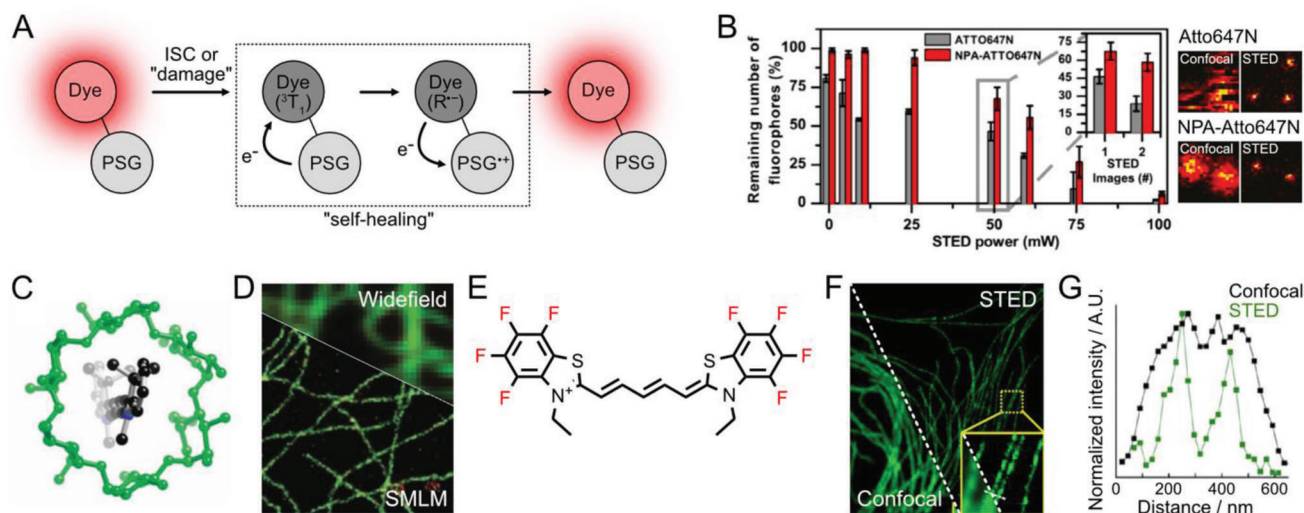 A
ISC or
"damage"
Dye
Dye
(³T₁)
Dye
(R•−)
Dye
PSG
e-
PSG
e-
PSG•+
PSG
"self-healing"
B
Remaining number of
fluorophores (%)
100
75
50
25
0
ATTO647N
NPA-ATTO647N
75
60
45
30
15
0
1 2
STED
Images (#)
0 25 50 75 100
STED power (mW)
Atto647N
Confocal STED
NPA-Atto647N
Confocal STED
C
D
Widefield
SMLM
E
F
F
F
F
F
F
F
F
S
S
N+
N
F
STED
Confocal
G
Confocal
STED
Normalized intensity / A.U.
0 200 400 600
Distance / nm